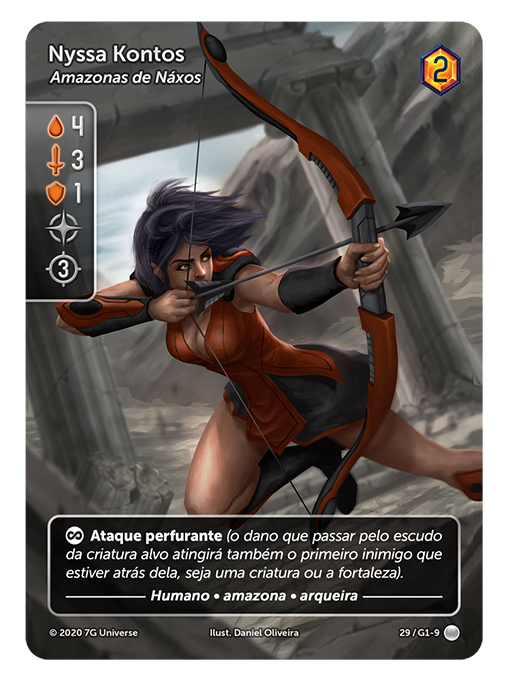 Nyssa Kontos
Amazonas de Náxos
2
4
3
1
3
Ataque perfurante (o dano que passar pelo escudo
da criatura alvo atingirá também o primeiro inimigo que
estiver atrás dela, seja uma criatura ou a fortaleza).
Humano • amazona • arqueira
© 2020 7G Universe
Ilust. Daniel Oliveira
29 / G1-9